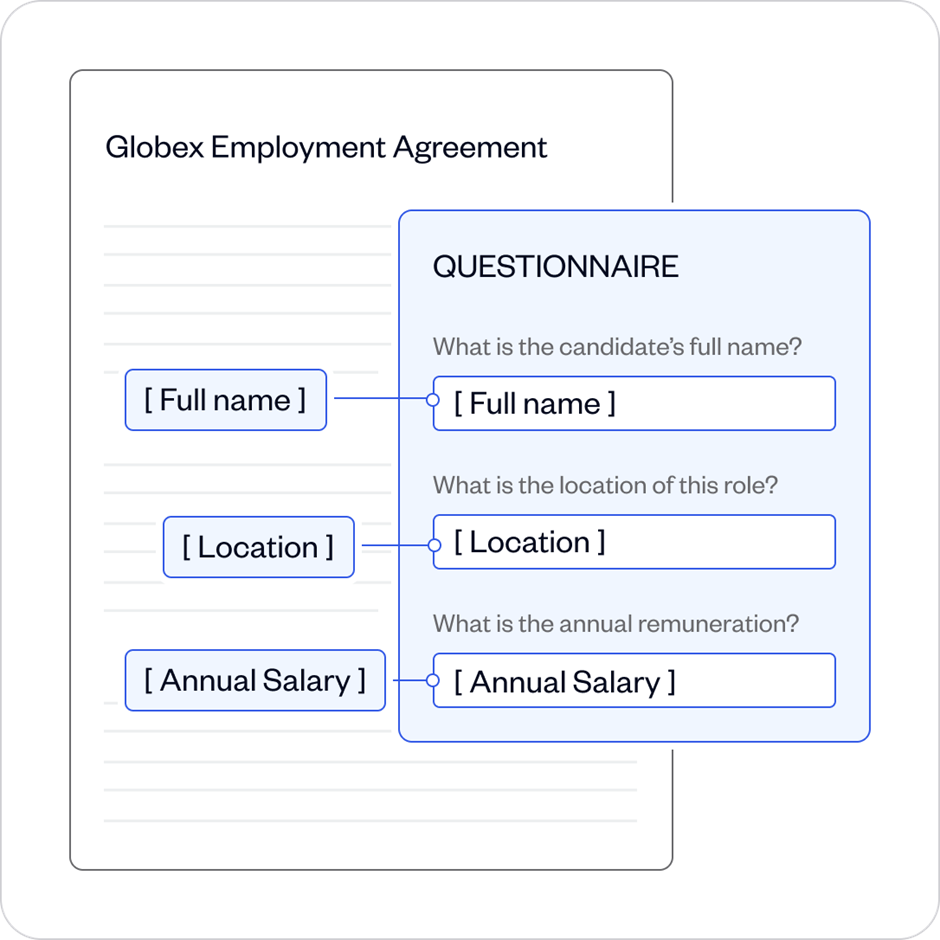 Globex Employment Agreement
QUESTIONNAIRE
What is the candidate’s full name?
[ Full name ]
[ Full name ]
What is the location of this role?
[ Location ]
[ Location ]
What is the annual remuneration?
[ Annual Salary ]
[ Annual Salary ]